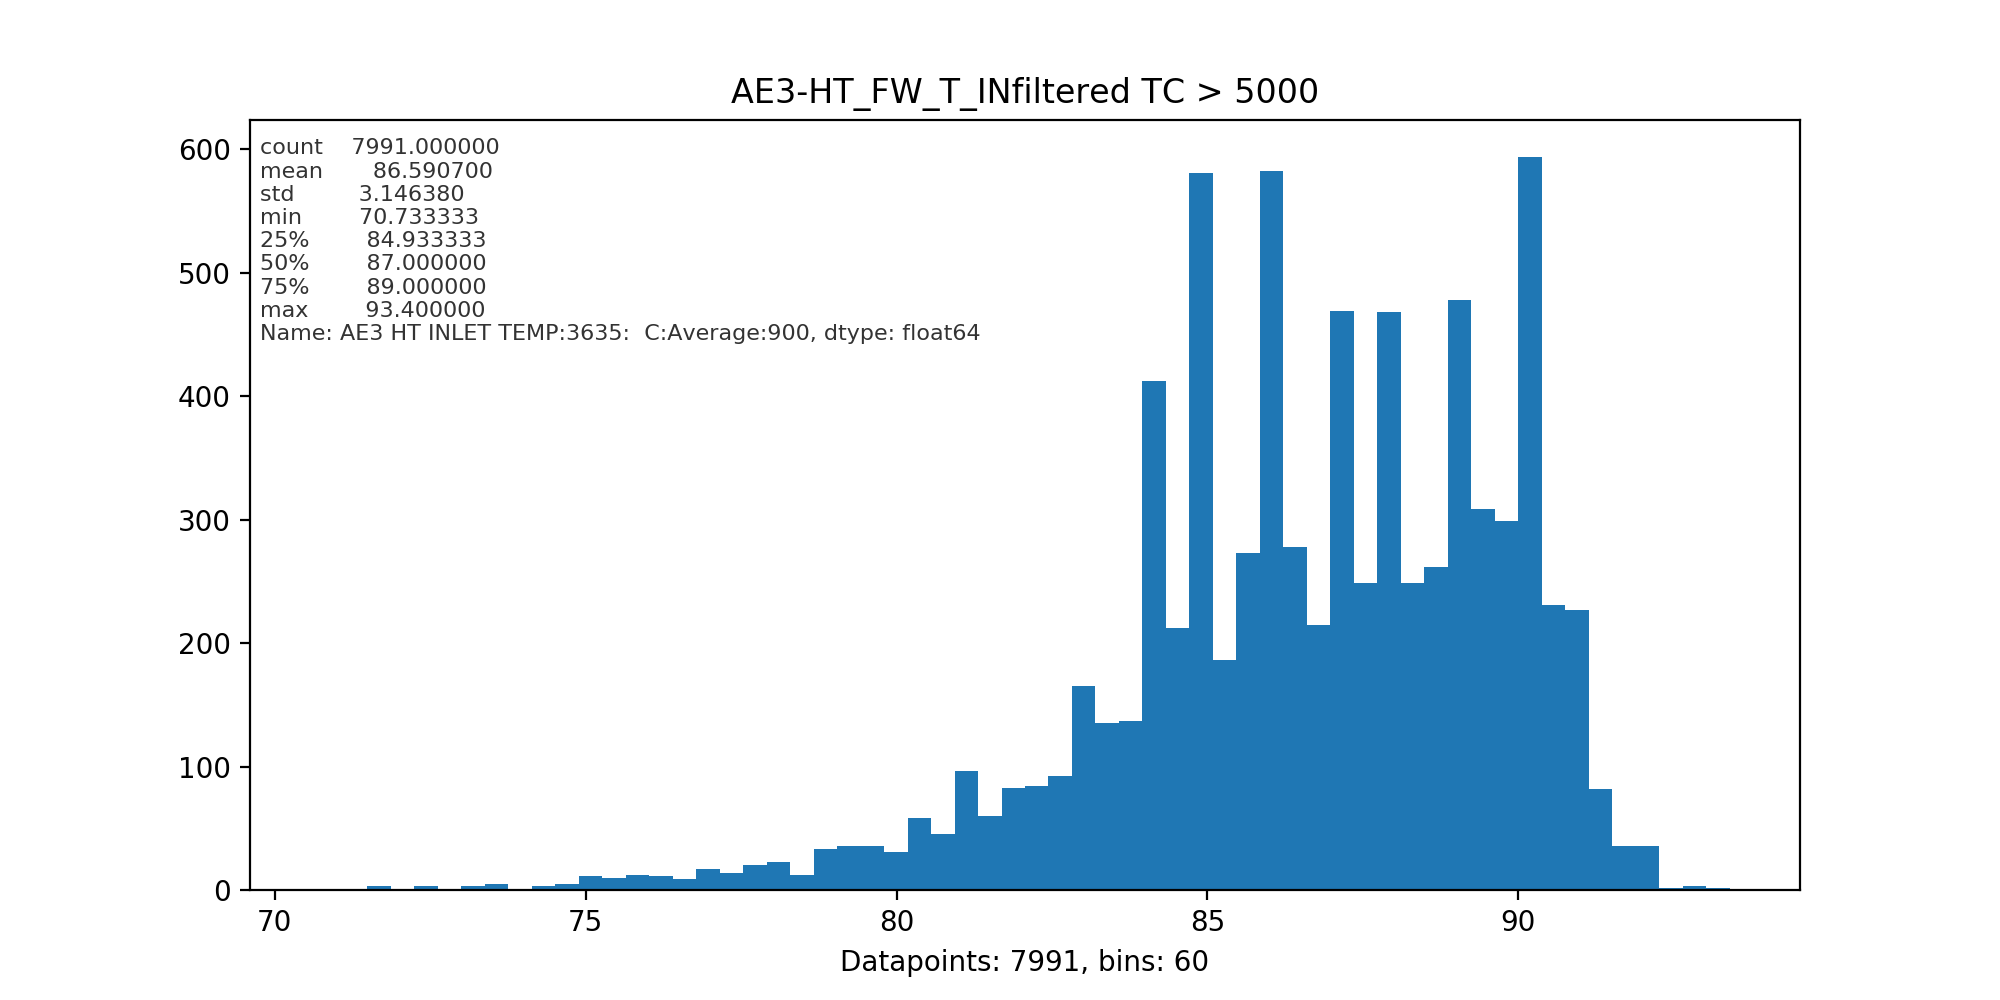 AE3-HT_FW_T_INfiltered TC > 5000
600
500
400
300
200
100
0
count 7991.000000
mean 86.590700
std 3.146380
min 70.733333
25% 84.933333
50% 87.000000
75% 89.000000
max 93.400000
Name: AE3 HT INLET TEMP:3635: C:Average:900, dtype: float64
70 75 80 85 90
Datapoints: 7991, bins: 60